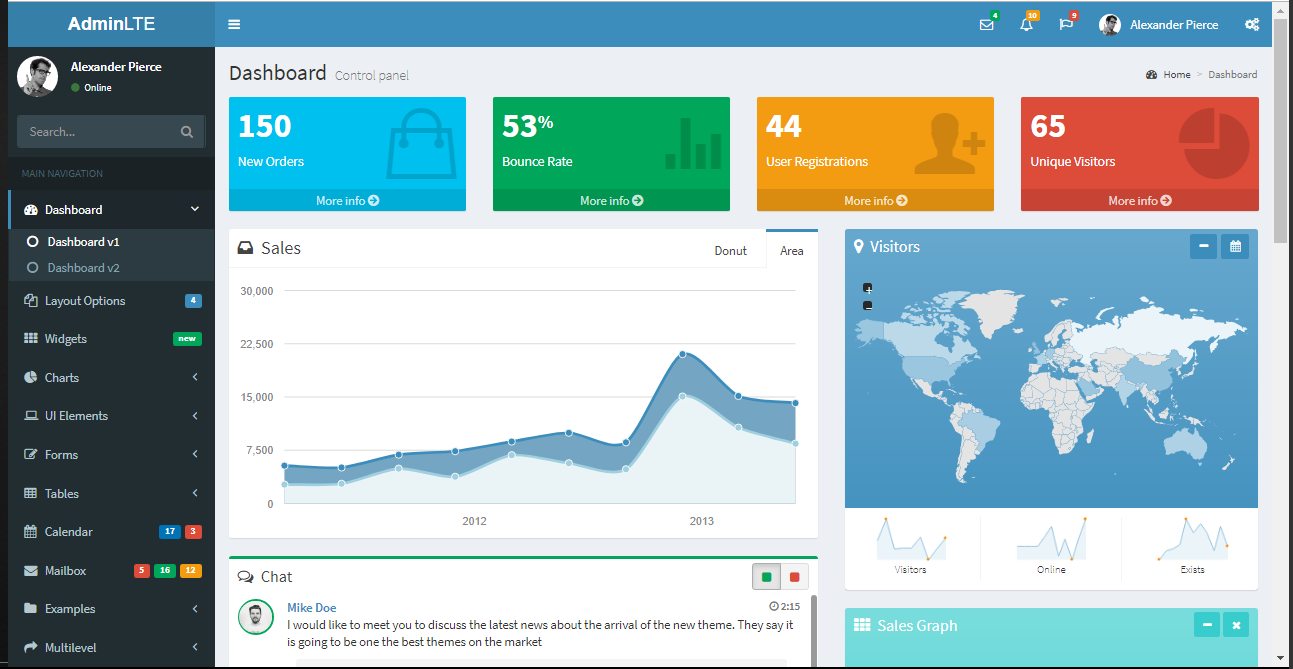 AdminLTE
4
10
9
Alexander Pierce
Alexander Pierce
Online
Search...
MAIN NAVIGATION
Dashboard
Dashboard v1
Dashboard v2
Layout Options 4
Widgets new
Charts
UI Elements
Forms
Tables
Calendar 17 3
Mailbox 5 16 12
Examples
Multilevel
Dashboard Control panel
Home > Dashboard
150
New Orders
More info
53%
Bounce Rate
More info
44
User Registrations
More info
65
Unique Visitors
More info
Sales
Donut Area
30,000
22,500
15,000
7,500
0
2012 2013
Visitors
+
−
Visitors Online Exists
Chat
Mike Doe 2:15
I would like to meet you to discuss the latest news about the arrival of the new theme. They say it
is going to be one the best themes on the market
Sales Graph